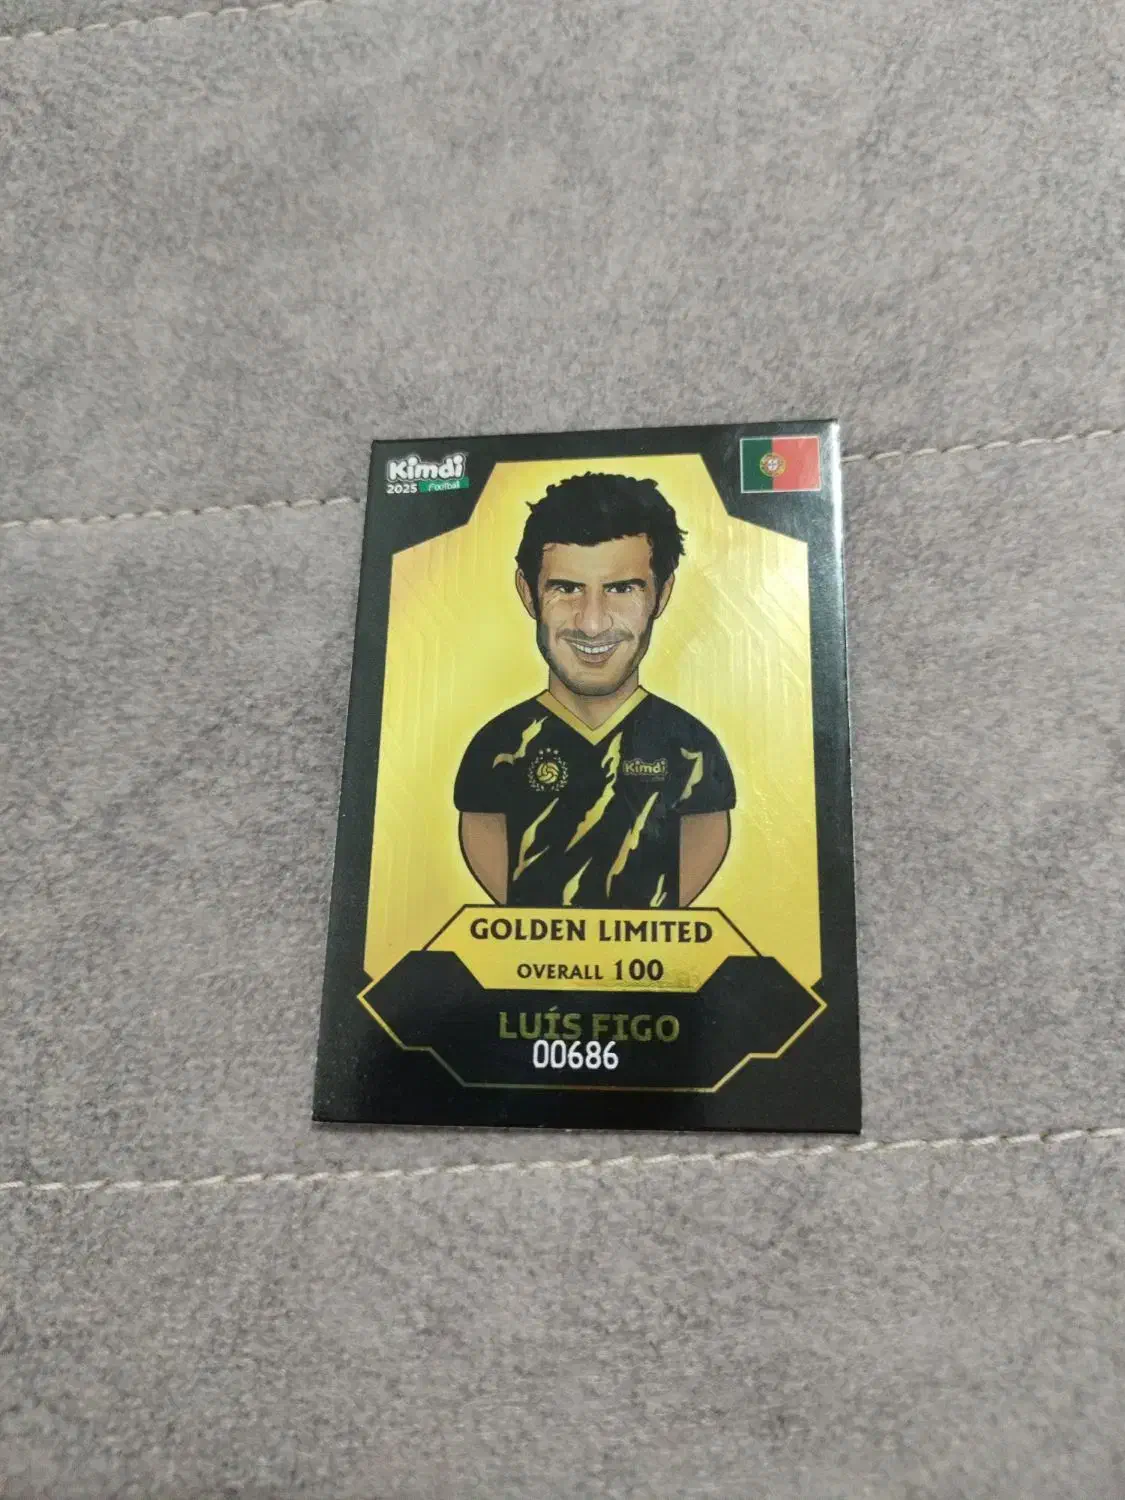 Kimdi
2025 Football
Kimdi
GOLDEN LIMITED
OVERALL 100
LUÍS FIGO
00686